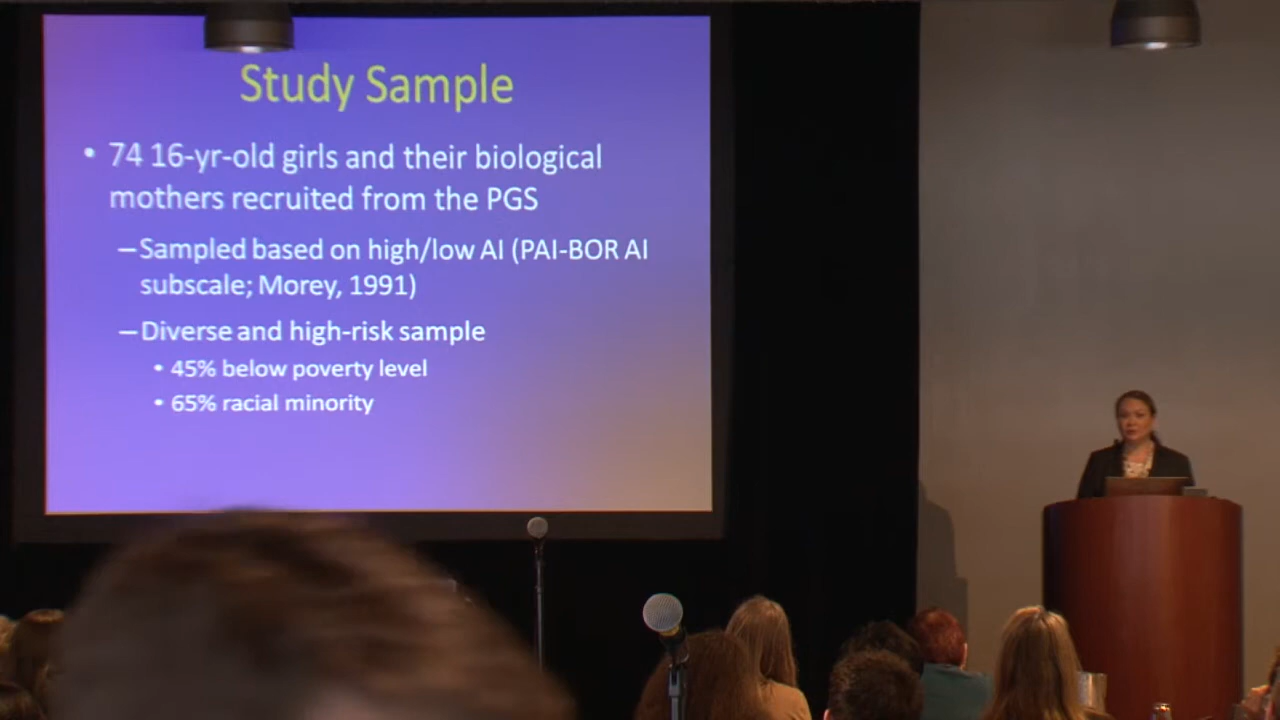 Study Sample
• 74 16-yr-old girls and their biological
mothers recruited from the PGS
– Sampled based on high/low AI (PAI-BOR AI
subscale; Morey, 1991)
– Diverse and high-risk sample
• 45% below poverty level
• 65% racial minority